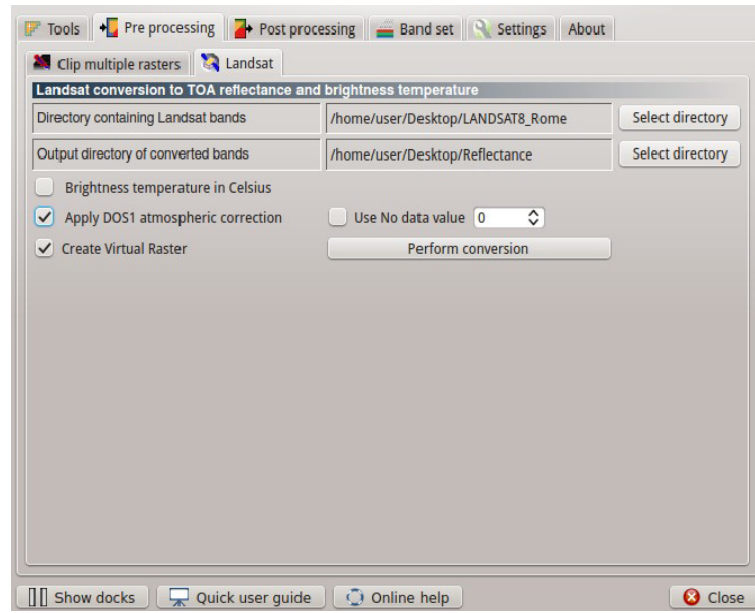 Tools Pre processing Post processing Band set Settings About
Clip multiple rasters Landsat
Landsat conversion to TOA reflectance and brightness temperature
Directory containing Landsat bands /home/user/Desktop/LANDSAT8_Rome Select directory
Output directory of converted bands /home/user/Desktop/Reflectance Select directory
Brightness temperature in Celsius
Apply DOS1 atmospheric correction Use No data value 0
Create Virtual Raster Perform conversion
Show docks Quick user guide Online help Close